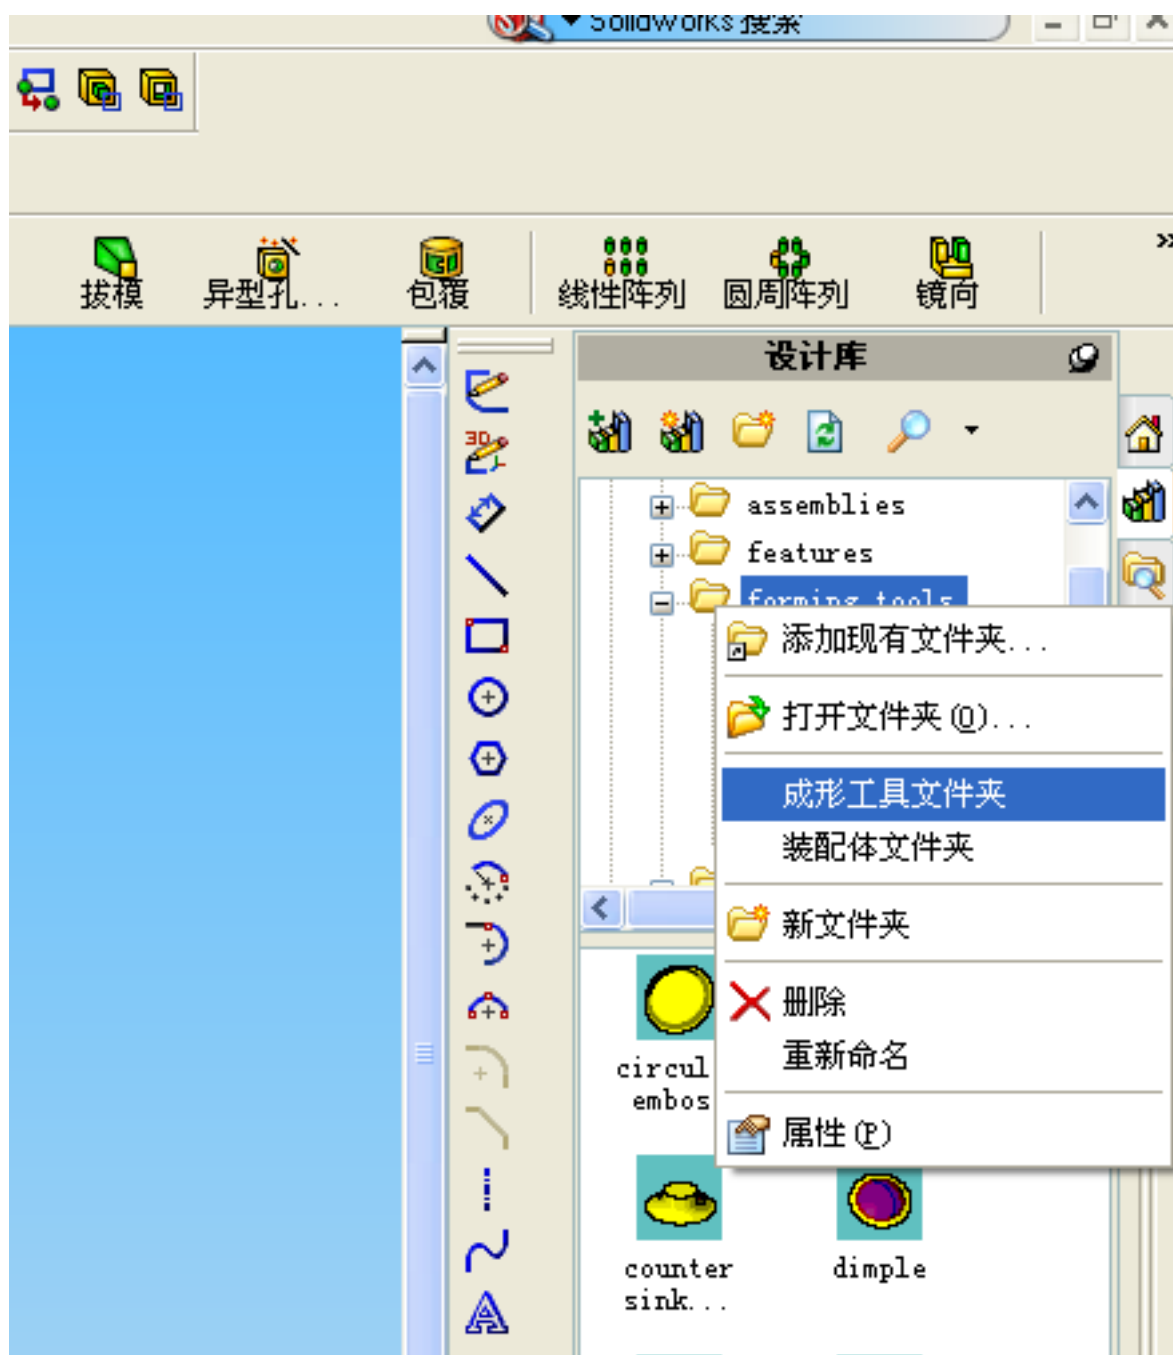 SolidWorks 搜索
拔模
异型孔...
包覆
线性阵列
圆周阵列
镜向
设计库
3D
assemblies
features
forming tools
添加现有文件夹...
打开文件夹(O)...
成形工具文件夹
装配体文件夹
新文件夹
删除
重新命名
属性(P)
circul
embos
counter
sink...
dimple